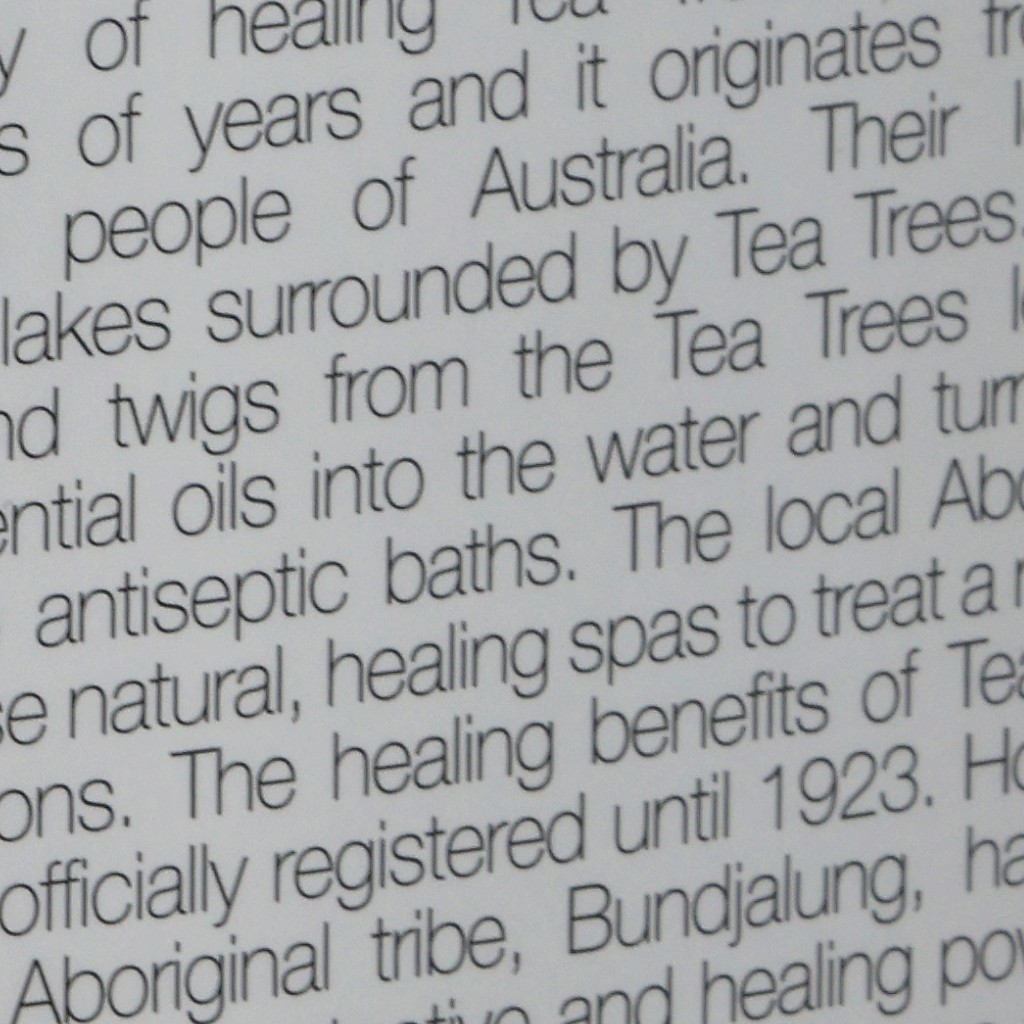 of healing Tea
of years and it originates
people of Australia. Their
lakes surrounded by Tea Trees.
twigs from the Tea Trees
oils into the water and
antiseptic baths. The local
natural, healing spas to treat a
The healing benefits of Tea
officially registered until 1923.
Aboriginal tribe, Bundjalung,
and healing